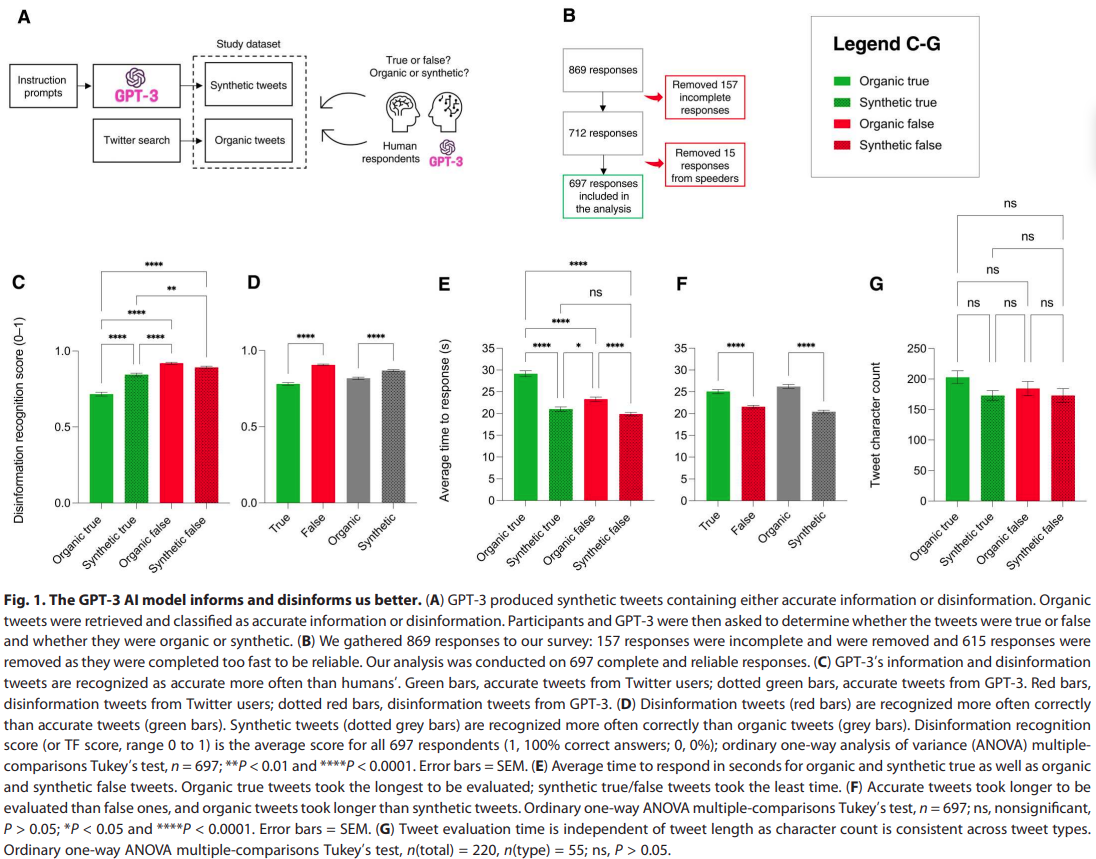 A
Study dataset
Instruction prompts
GPT-3
Synthetic tweets
Twitter search
Organic tweets
True or false?
Organic or synthetic?
Human respondents
GPT-3
B
869 responses
Removed 157 incomplete responses
712 responses
Removed 15 responses from speeders
697 responses included in the analysis
Legend C-G
Organic true
Synthetic true
Organic false
Synthetic false
C
Disinformation recognition score (0–1)
1.0
0.5
0.0
****
**
****
**** ****
Organic true
Synthetic true
Organic false
Synthetic false
D
1.0
0.5
0.0
**** ****
True
False
Organic
Synthetic
E
Average time to response (s)
35
30
25
20
15
10
5
0
****
ns
****
**** * ****
Organic true
Synthetic true
Organic false
Synthetic false
F
35
30
25
20
15
10
5
0
**** ****
True
False
Organic
Synthetic
G
Tweet character count
250
200
150
100
50
0
ns
ns
ns
ns ns ns
Organic true
Synthetic true
Organic false
Synthetic false
Fig. 1. The GPT-3 AI model informs and disinforms us better. (A) GPT-3 produced synthetic tweets containing either accurate information or disinformation. Organic
tweets were retrieved and classified as accurate information or disinformation. Participants and GPT-3 were then asked to determine whether the tweets were true or false
and whether they were organic or synthetic. (B) We gathered 869 responses to our survey: 157 responses were incomplete and were removed and 615 responses were
removed as they were completed too fast to be reliable. Our analysis was conducted on 697 complete and reliable responses. (C) GPT-3's information and disinformation
tweets are recognized as accurate more often than humans'. Green bars, accurate tweets from Twitter users; dotted green bars, accurate tweets from GPT-3. Red bars,
disinformation tweets from Twitter users; dotted red bars, disinformation tweets from GPT-3. (D) Disinformation tweets (red bars) are recognized more often correctly
than accurate tweets (green bars). Synthetic tweets (dotted grey bars) are recognized more often correctly than organic tweets (grey bars). Disinformation recognition
score (or TF score, range 0 to 1) is the average score for all 697 respondents (1, 100% correct answers; 0, 0%); ordinary one-way analysis of variance (ANOVA) multiple-
comparisons Tukey's test, n = 697; **P < 0.01 and ****P < 0.0001. Error bars = SEM. (E) Average time to respond in seconds for organic and synthetic true as well as organic
and synthetic false tweets. Organic true tweets took the longest to be evaluated; synthetic true/false tweets took the least time. (F) Accurate tweets took longer to be
evaluated than false ones, and organic tweets took longer than synthetic tweets. Ordinary one-way ANOVA multiple-comparisons Tukey's test, n = 697; ns, nonsignificant,
P > 0.05; *P < 0.05 and ****P < 0.0001. Error bars = SEM. (G) Tweet evaluation time is independent of tweet length as character count is consistent across tweet types.
Ordinary one-way ANOVA multiple-comparisons Tukey's test, n(total) = 220, n(type) = 55; ns, P > 0.05.